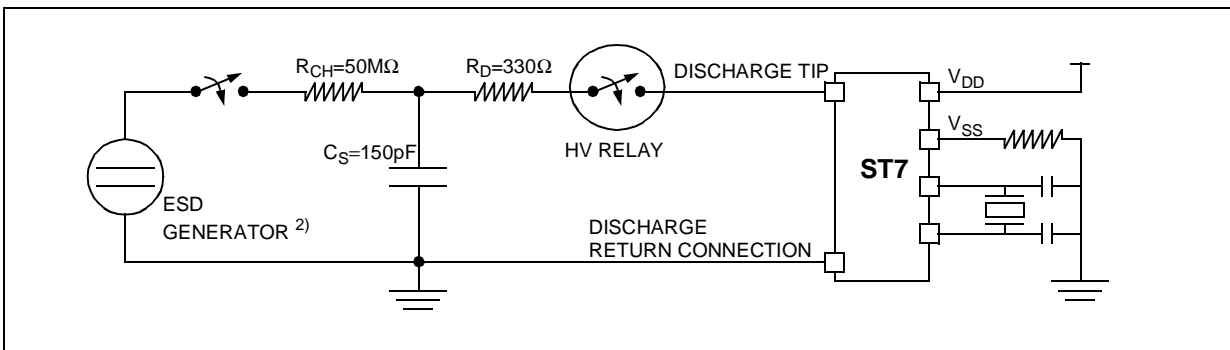 R_CH=50MΩ
R_D=330Ω
DISCHARGE TIP
V_DD
HV RELAY
V_SS
C_S=150pF
ST7
ESD
GENERATOR ²⁾
DISCHARGE
RETURN CONNECTION